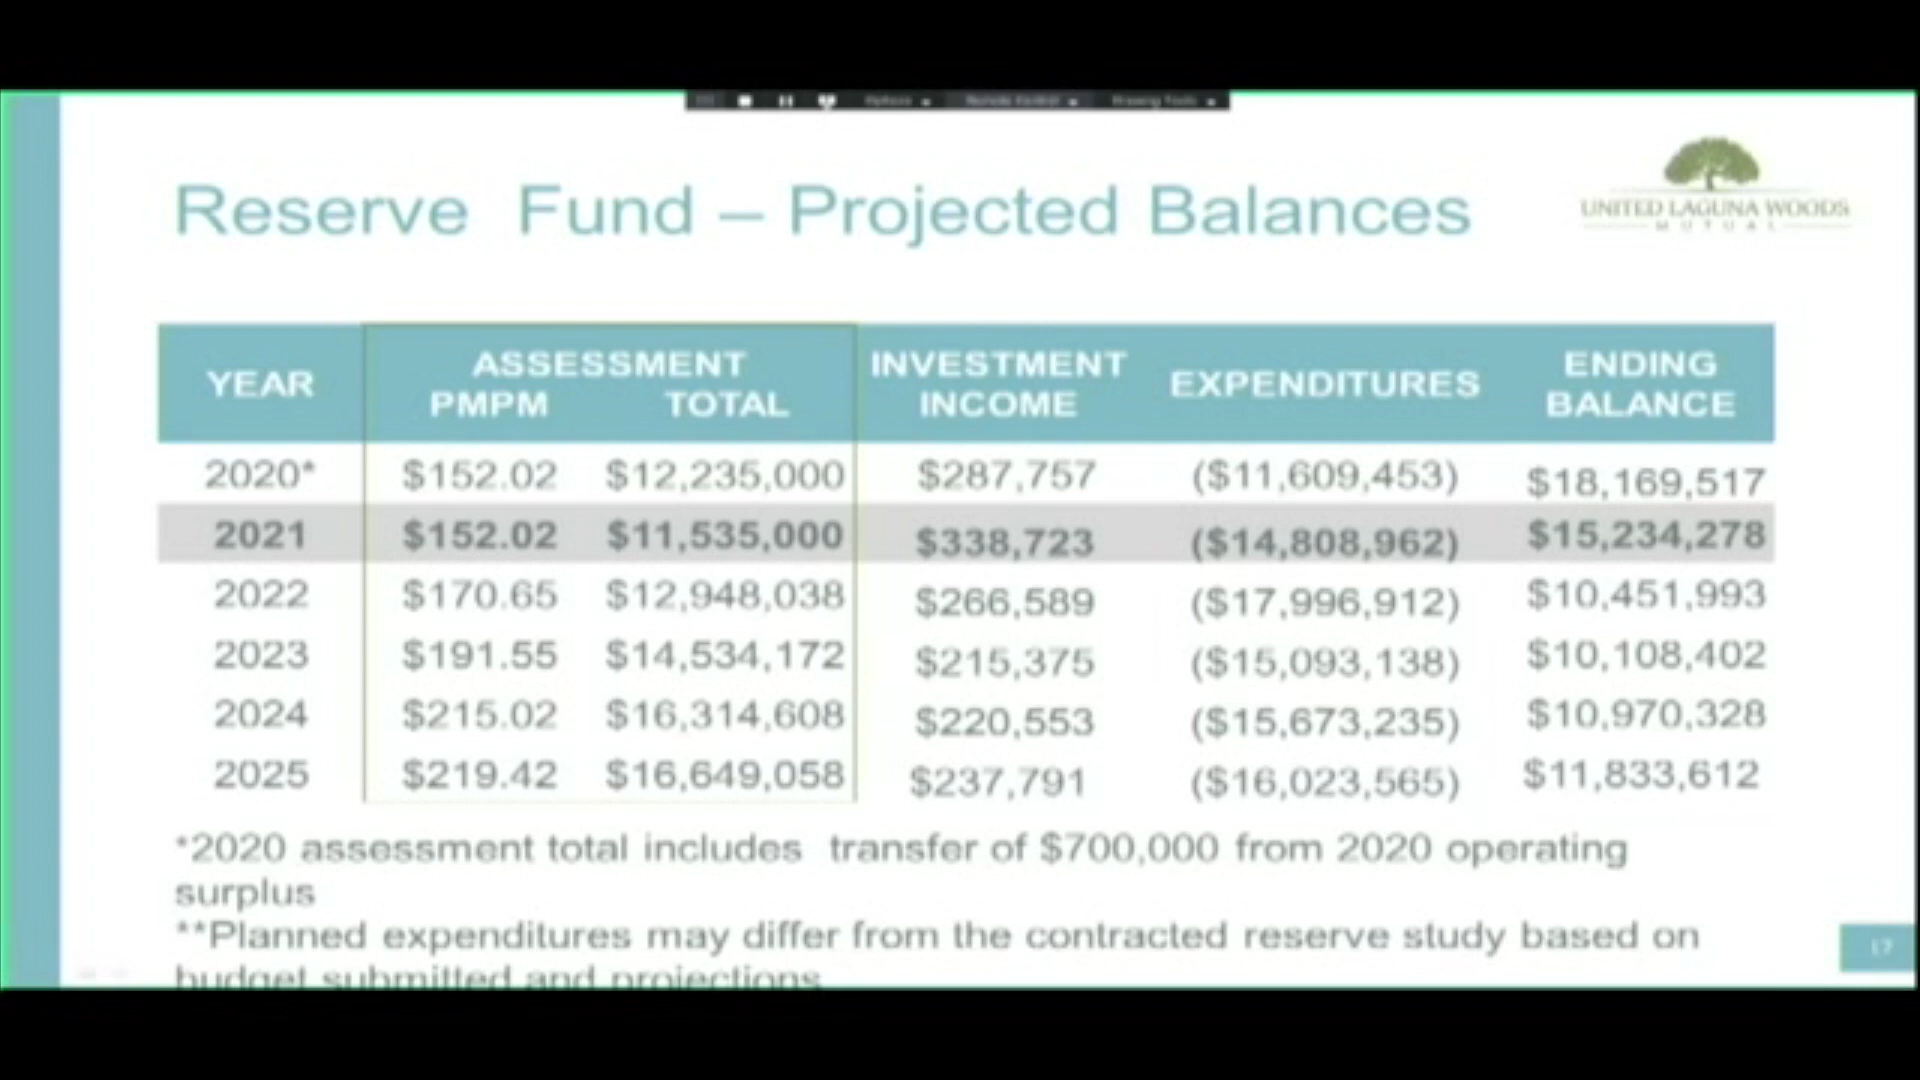 Reserve Fund – Projected Balances
UNITED LAGUNA WOODS
MUTUAL
YEAR ASSESSMENT PMPM TOTAL INVESTMENT INCOME EXPENDITURES ENDING BALANCE
2020* $152.02 $12,235,000 $287,757 ($11,609,453) $18,169,517
2021 $152.02 $11,535,000 $338,723 ($14,808,962) $15,234,278
2022 $170.65 $12,948,038 $266,589 ($17,996,912) $10,451,993
2023 $191.55 $14,534,172 $215,375 ($15,093,138) $10,108,402
2024 $215.02 $16,314,608 $220,553 ($15,673,235) $10,970,328
2025 $219.42 $16,649,058 $237,791 ($16,023,565) $11,833,612
*2020 assessment total includes transfer of $700,000 from 2020 operating
surplus
**Planned expenditures may differ from the contracted reserve study based on
budget submitted and projections
17